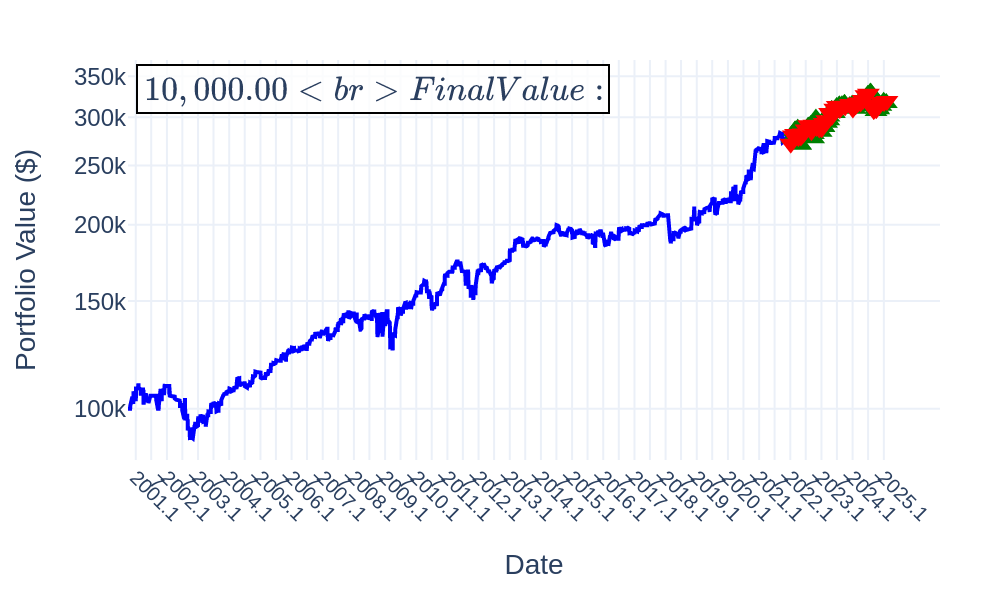 10,000.00 < br > FinalValue :
350k
300k
250k
200k
150k
100k
Portfolio Value ($)
2001.1
2002.1
2003.1
2004.1
2005.1
2006.1
2007.1
2008.1
2009.1
2010.1
2011.1
2012.1
2013.1
2014.1
2015.1
2016.1
2017.1
2018.1
2019.1
2020.1
2021.1
2022.1
2023.1
2024.1
2025.1
Date